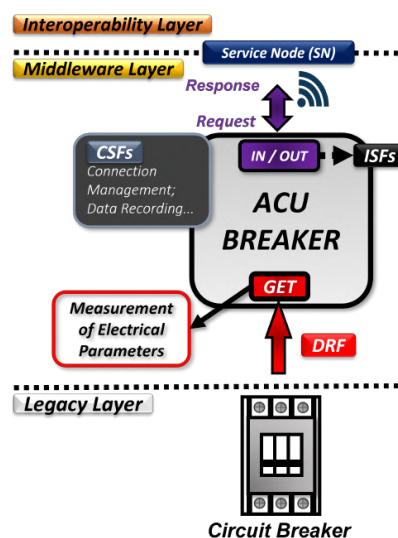 Interoperability Layer
Service Node (SN)
Middleware Layer
Response
Request
CSFs
Connection
Management;
Data Recording...
IN / OUT
ISFs
ACU
BREAKER
GET
Measurement
of Electrical
Parameters
DRF
Legacy Layer
Circuit Breaker